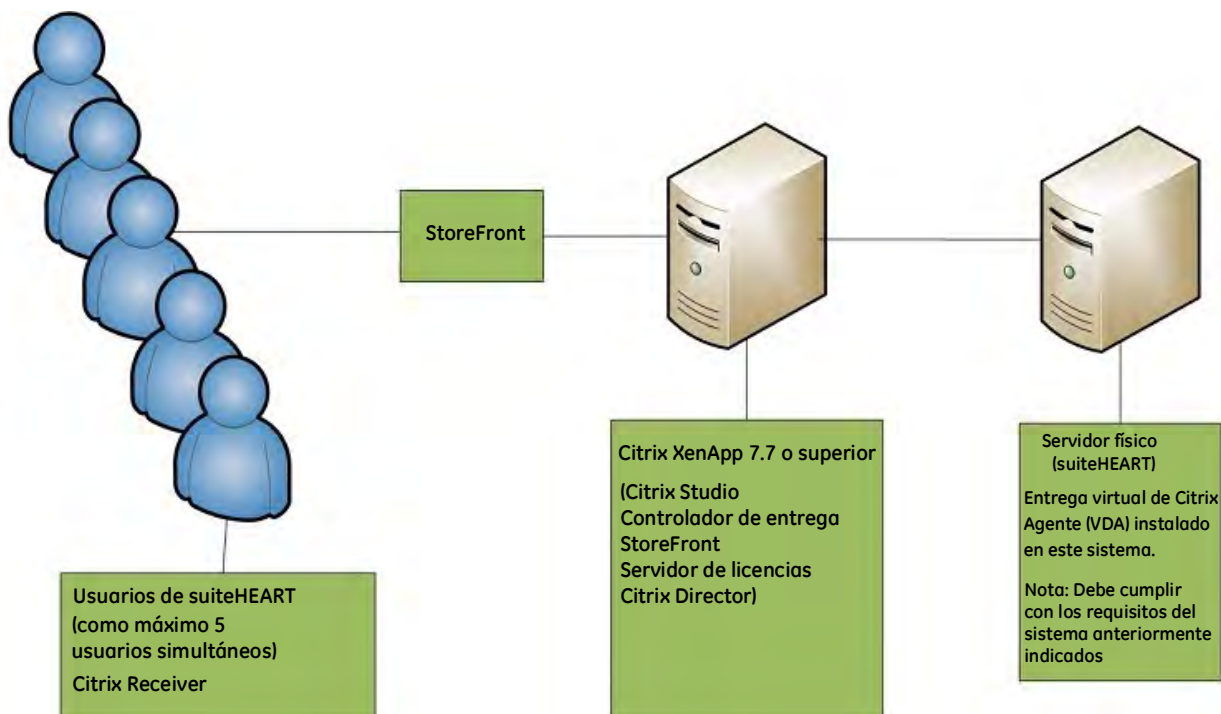 StoreFront
Usuarios de suiteHEART
(como máximo 5
usuarios simultáneos)
Citrix Receiver
Citrix XenApp 7.7 o superior
(Citrix Studio
Controlador de entrega
StoreFront
Servidor de licencias
Citrix Director)
Servidor físico
(suiteHEART)
Entrega virtual de Citrix
Agente (VDA) instalado
en este sistema.
Nota: Debe cumplir
con los requisitos del
sistema anteriormente
indicados